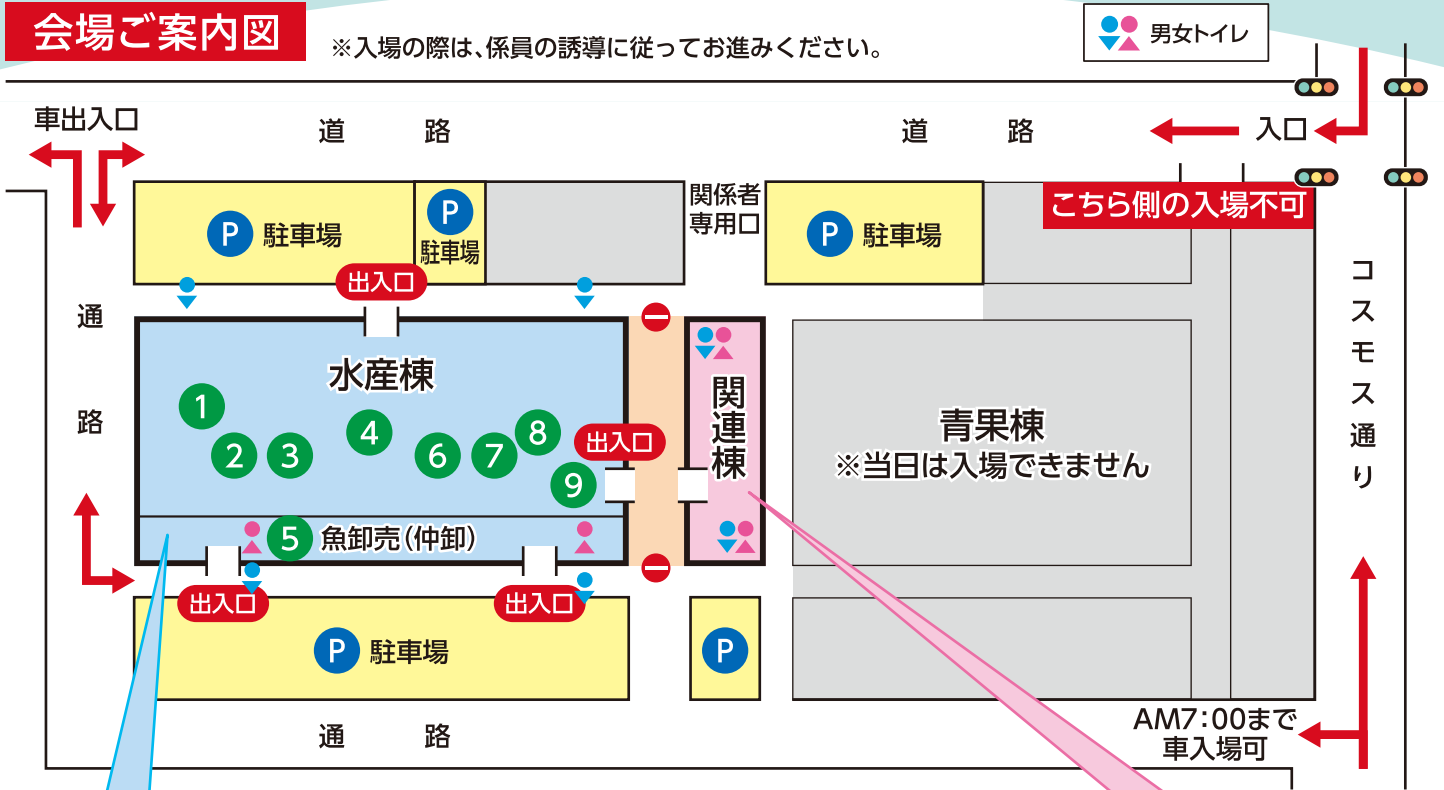 会場ご案内図
※入場の際は、係員の誘導に従ってお進みください。
男女トイレ
車出入口
道路
道路
入口
P 駐車場
P
駐車場
関係者
専用口
P 駐車場
こちら側の入場不可
出入口
通路
水産棟
関連棟
青果棟
※当日は入場できません
コスモス通り
1
2
3
4
6
7
8
出入口
9
5
魚卸売(仲卸)
出入口
出入口
P 駐車場
P
通路
AM7:00まで
車入場可